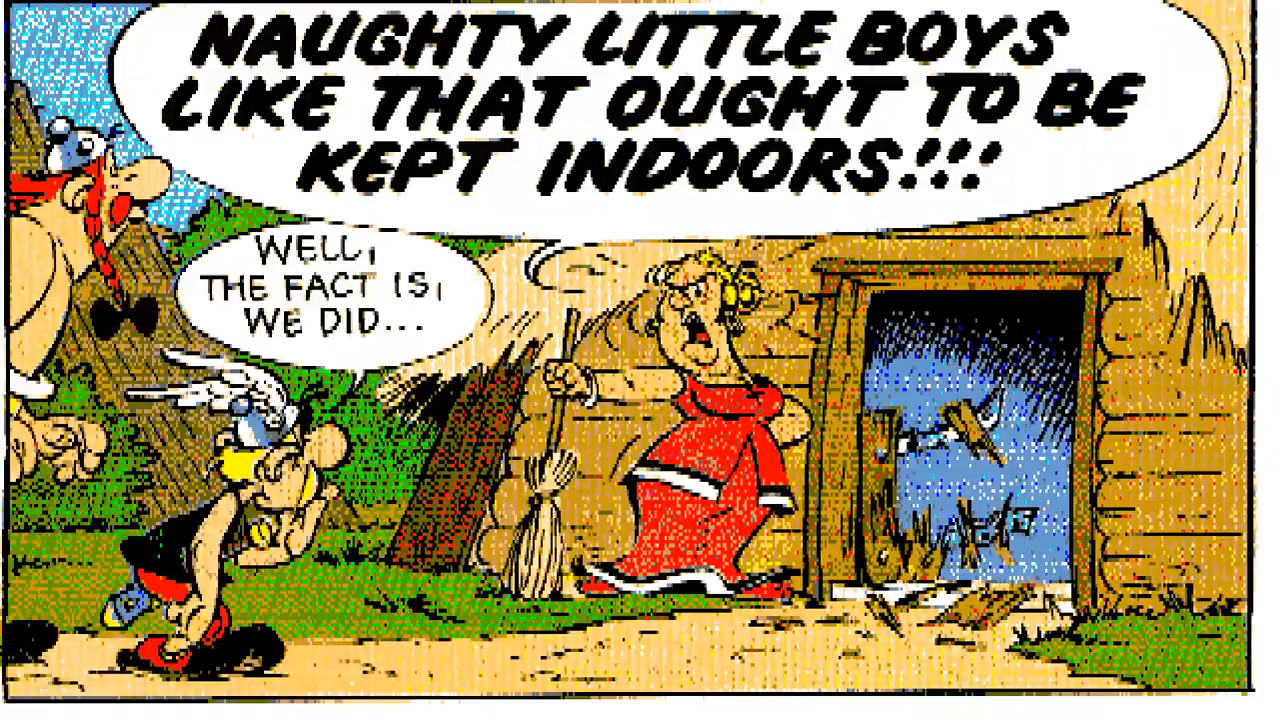 NAUGHTY LITTLE BOYS
LIKE THAT OUGHT TO BE
KEPT INDOORS!!!
WELL,
THE FACT IS,
WE DID...